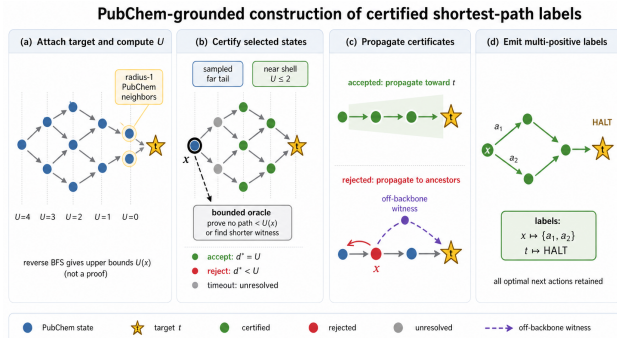 PubChem-grounded construction of certified shortest-path labels
(a) Attach target and compute U
radius-1
PubChem
neighbors
t
U=4
U=3
U=2
U=1
U=0
reverse BFS gives upper bounds U(x)
(not a proof)
(b) Certify selected states
sampled
far tail
near shell
U ≤ 2
x
t
bounded oracle
prove no path < U(x)
or find shorter witness
accept: d* = U
reject: d* < U
timeout: unresolved
(c) Propagate certificates
accepted: propagate toward t
t
rejected: propagate to ancestors
off-backbone
witness
x
t
(d) Emit multi-positive labels
a1
HALT
x
t
a2
labels:
x ↦ {a1, a2}
t ↦ HALT
all optimal next actions retained
PubChem state
t
target t
certified
rejected
unresolved
off-backbone witness